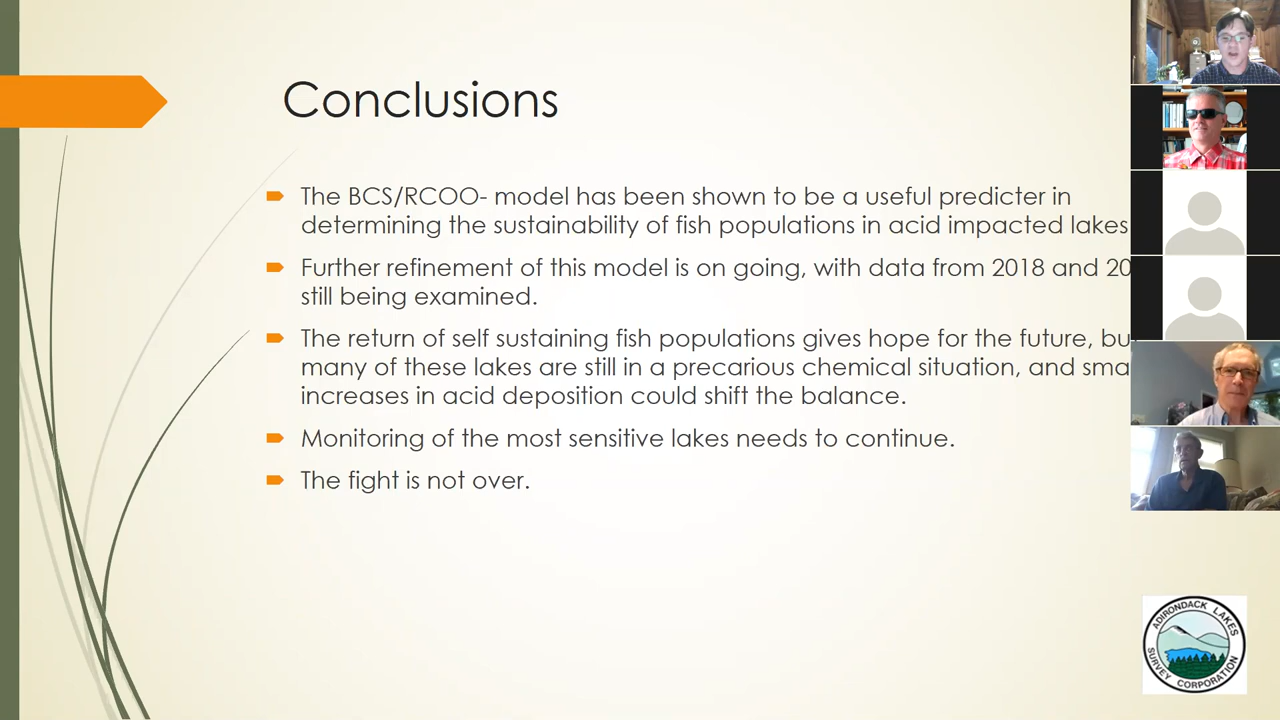 Conclusions
The BCS/RCOO- model has been shown to be a useful predicter in
determining the sustainability of fish populations in acid impacted lakes
Further refinement of this model is on going, with data from 2018 and
still being examined.
The return of self sustaining fish populations gives hope for the future,
many of these lakes are still in a precarious chemical situation, and
increases in acid deposition could shift the balance.
Monitoring of the most sensitive lakes needs to continue.
The fight is not over.
ADIRONDACK LAKES
SURVEY CORPORATION